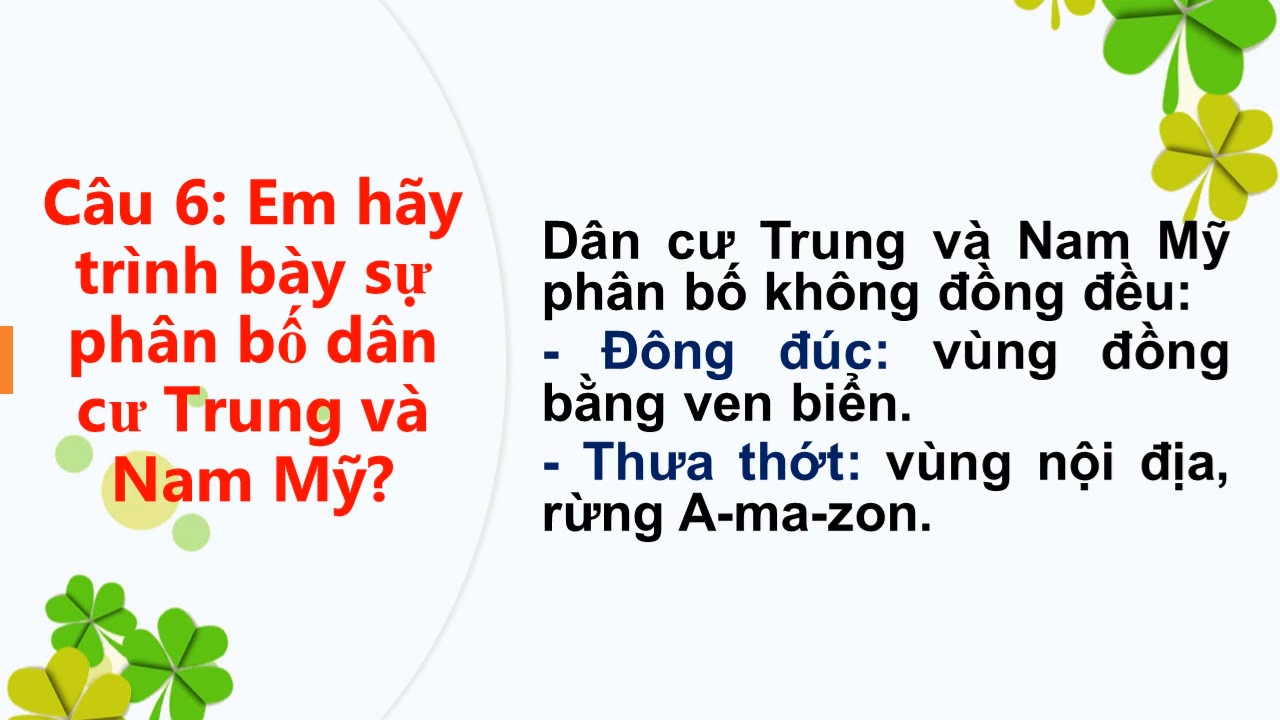 Câu 6: Em hãy
trình bày sự
phân bố dân
cư Trung và
Nam Mỹ?
Dân cư Trung và Nam Mỹ
phân bố không đồng đều:
- Đông đúc: vùng đồng
bằng ven biển.
- Thưa thớt: vùng nội địa,
rừng A-ma-zon.